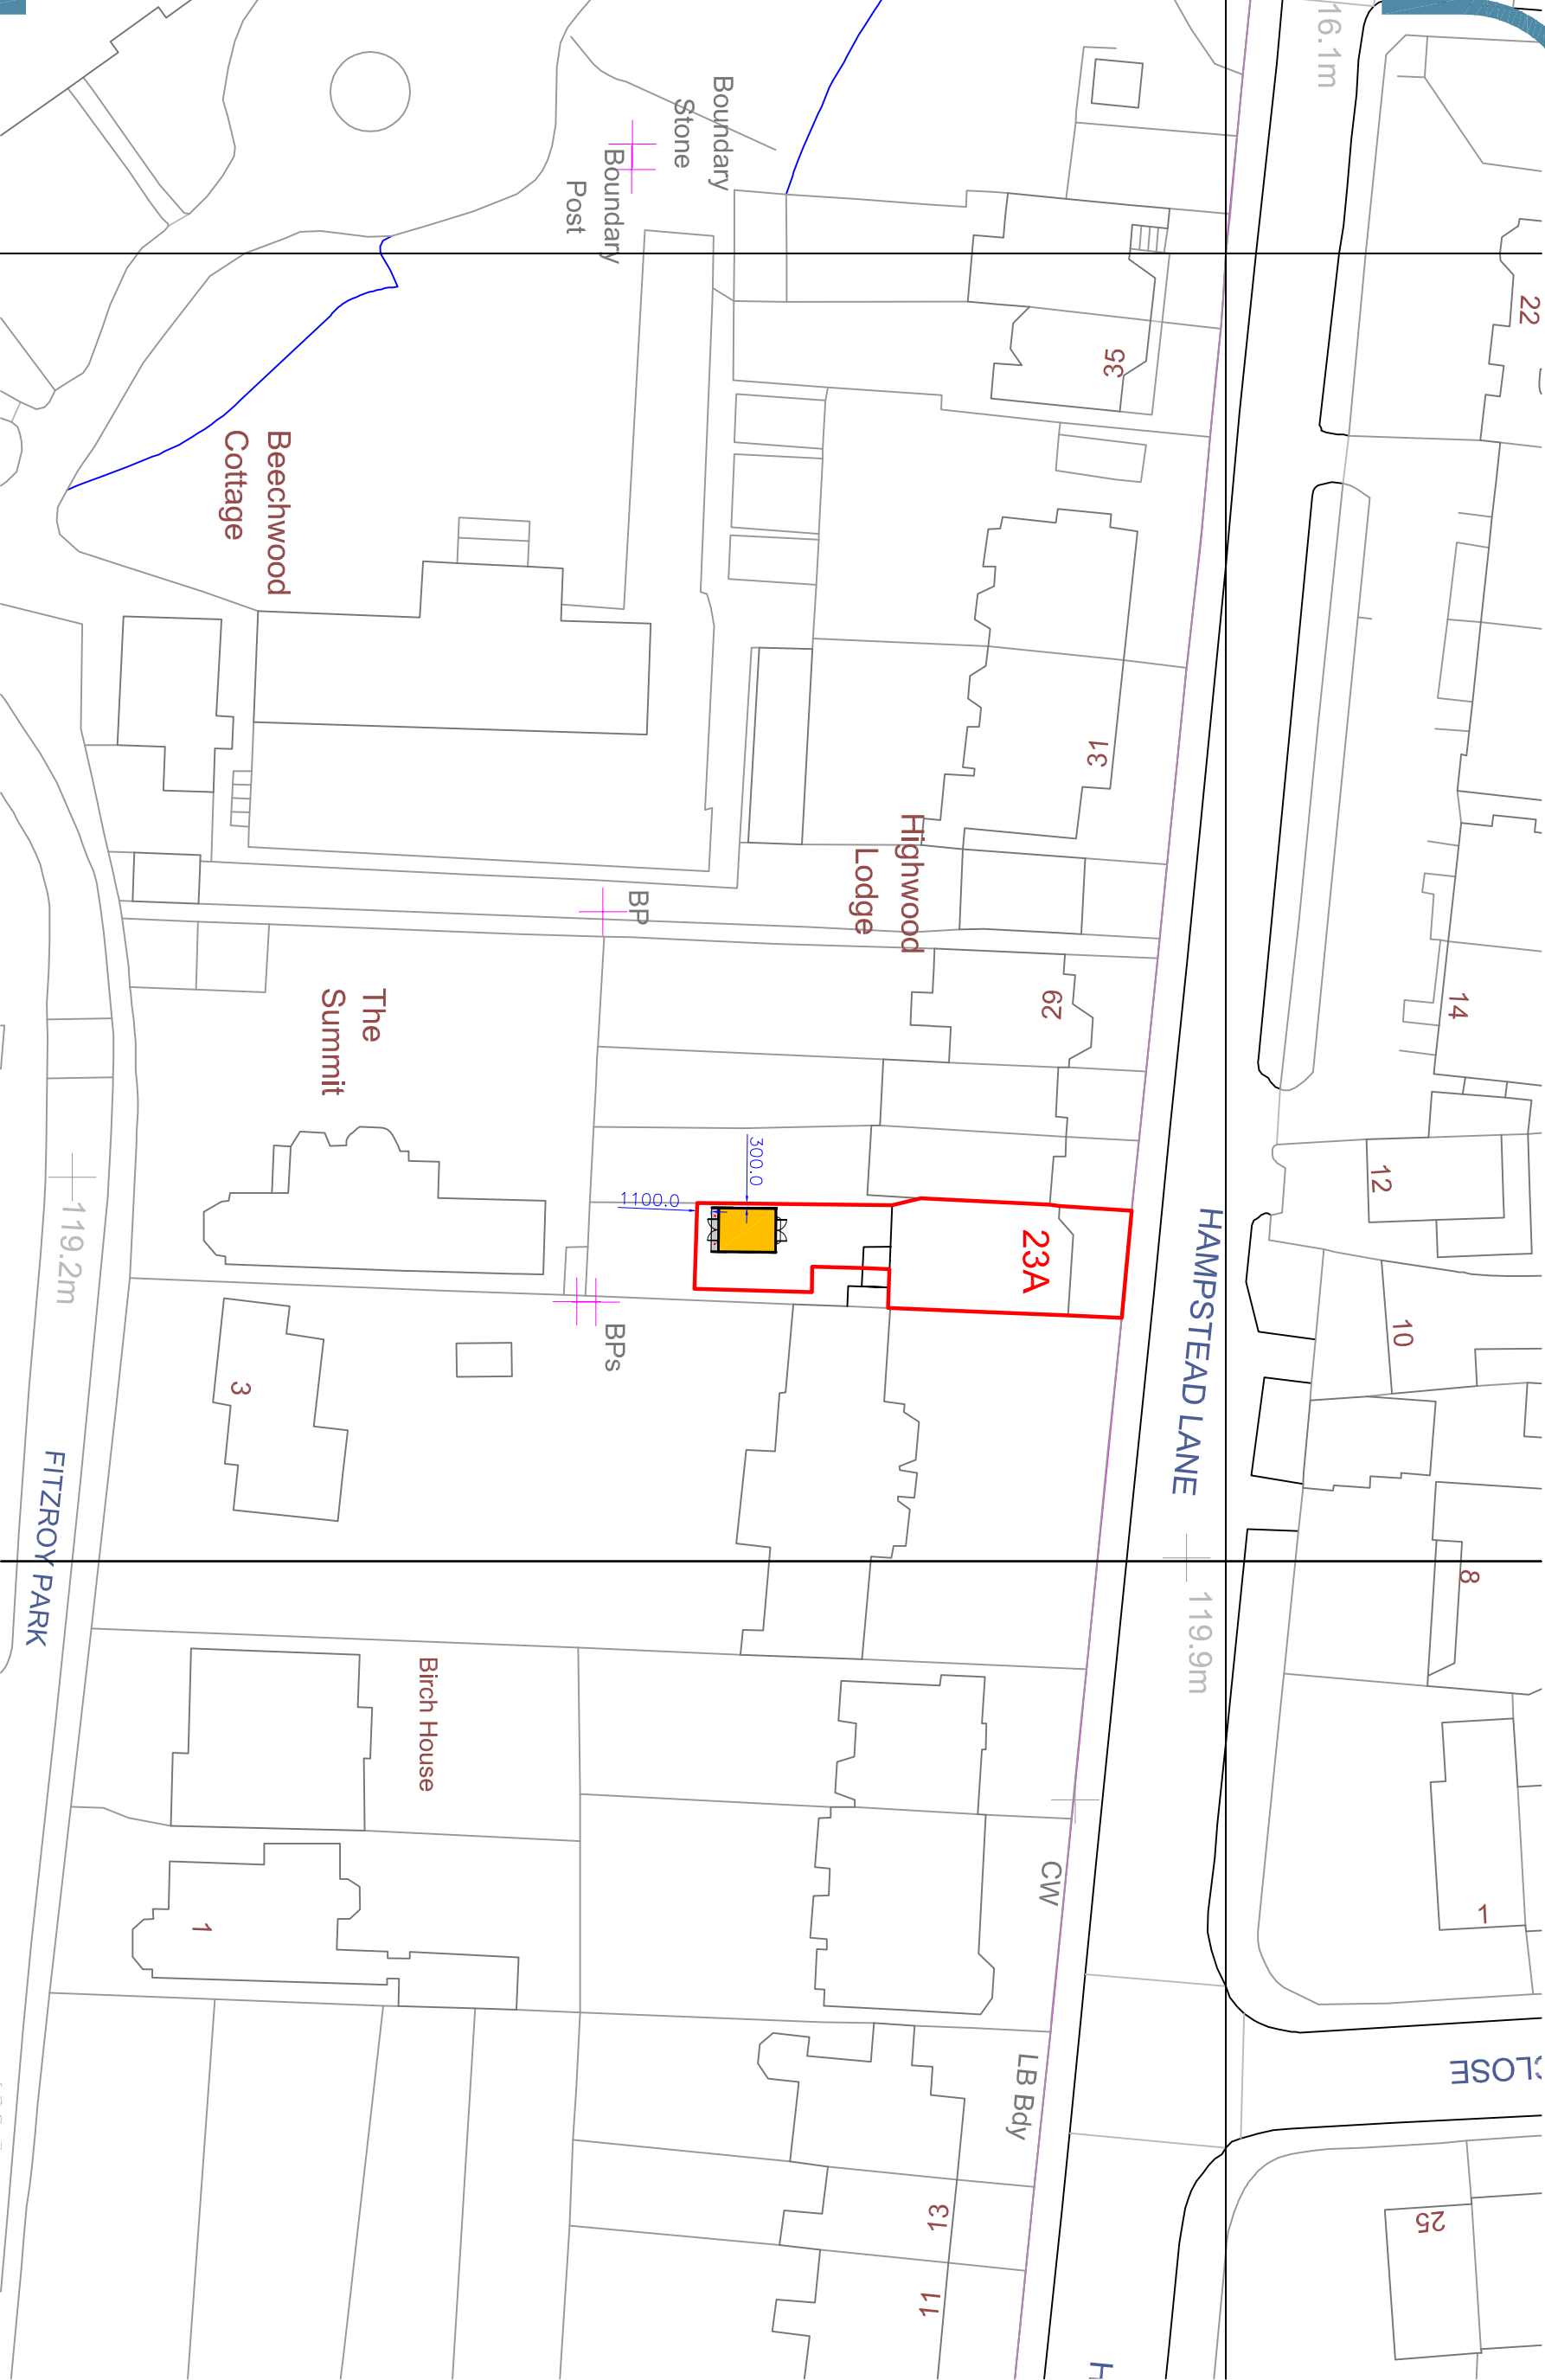 16.1m
Boundary
Stone
Boundary
Post
22
35
Beechwood
Cottage
31
Highwood
Lodge
BP
29
14
The
Summit
300.0
1100.0
12
119.2m
23A
HAMPSTEAD LANE
10
BPs
3
FITZROY PARK
8
119.9m
Birch House
CW
1
1
LB Bdy
CLOSE
13
25
11
H